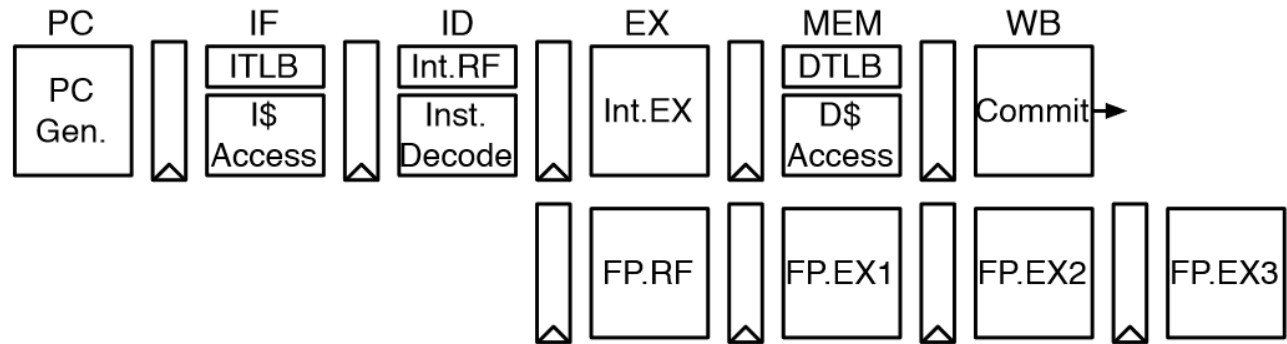 PC IF ID EX MEM WB
PC
Gen.
ITLB
I$
Access
Int.RF
Inst.
Decode
Int.EX
DTLB
D$
Access
Commit
FP.RF FP.EX1 FP.EX2 FP.EX3